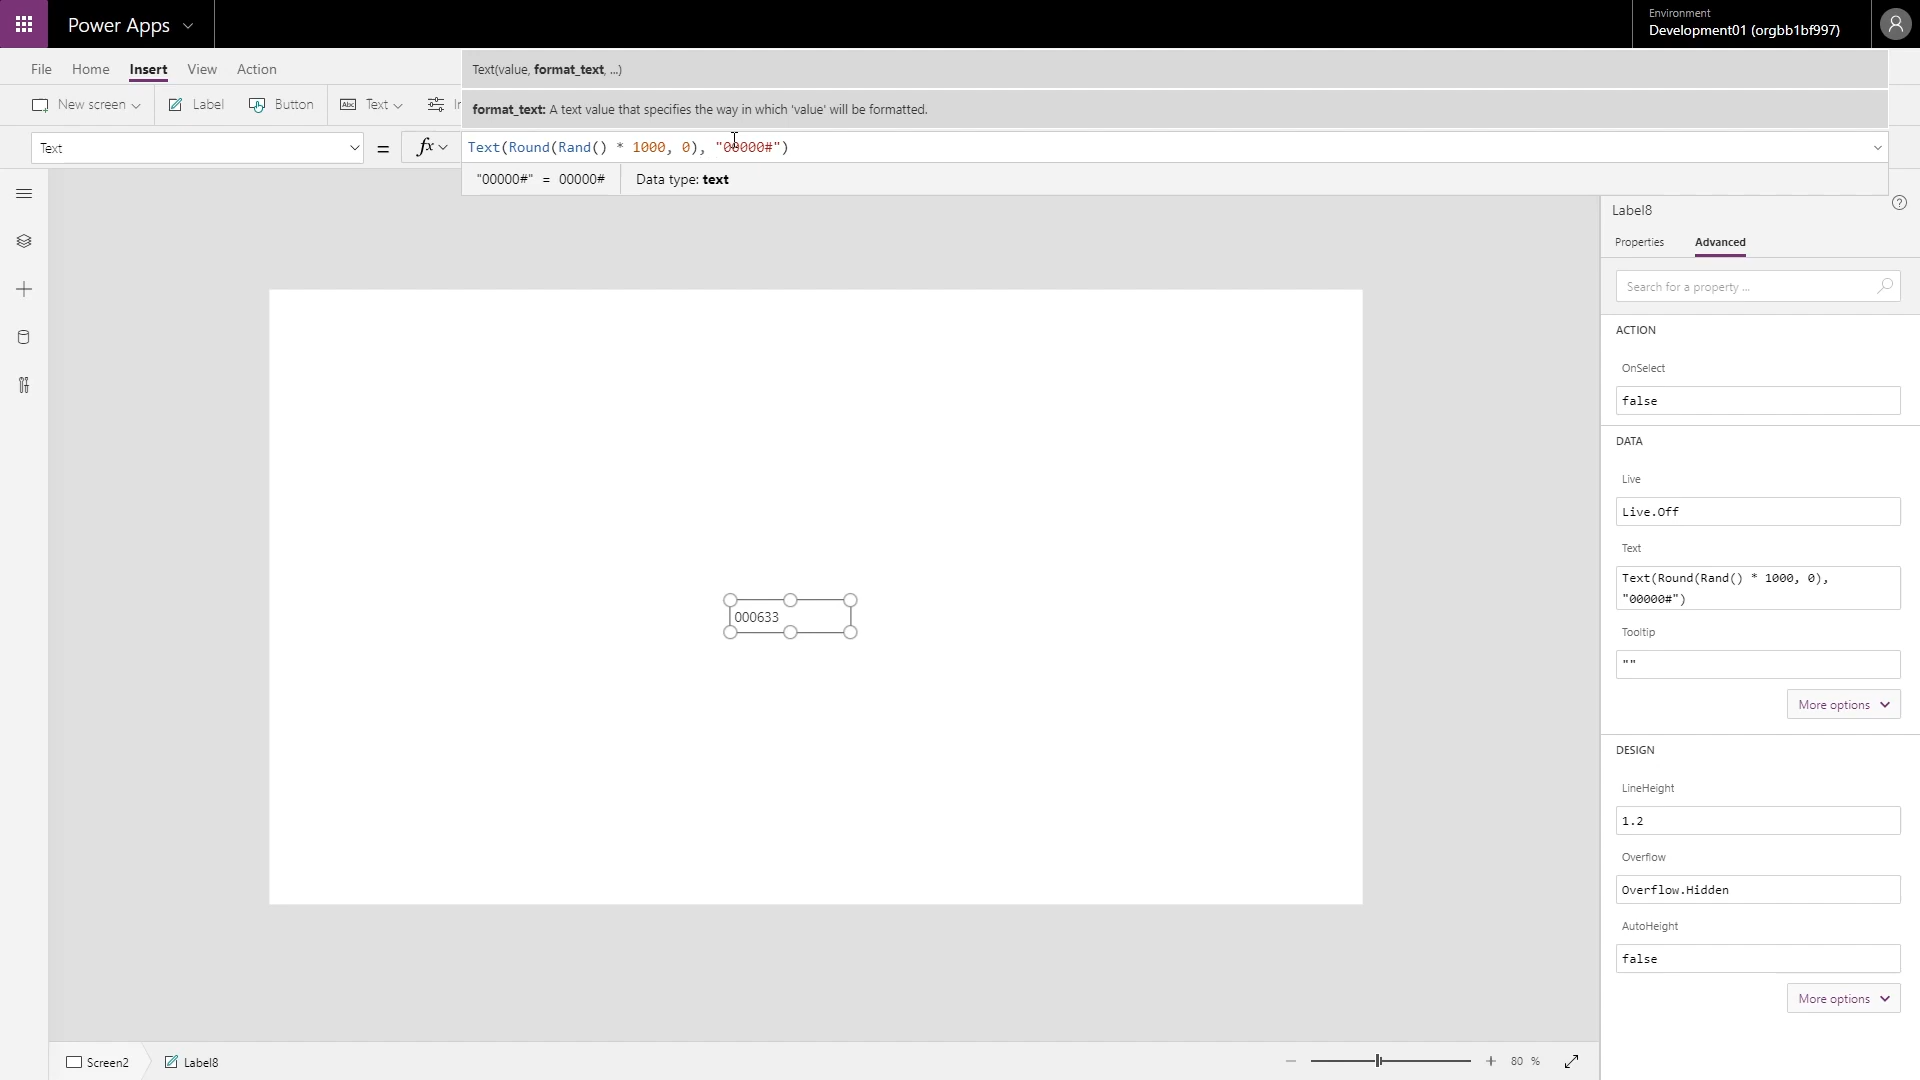 Power Apps
Environment
Development01 (orgbb1bf997)
File Home Insert View Action
Text(value, format_text, ...)
New screen Label Button Abc Text In
format_text: A text value that specifies the way in which 'value' will be formatted.
Text = fx Text(Round(Rand() * 1000, 0), "00000#")
"00000#" = 00000# Data type: text
Label8
Properties Advanced
Search for a property ...
ACTION
OnSelect
false
DATA
Live
Live.Off
Text
Text(Round(Rand() * 1000, 0),
"00000#")
Tooltip
""
More options
DESIGN
LineHeight
1.2
Overflow
Overflow.Hidden
AutoHeight
false
More options
000633
Screen2 Label8 80 %